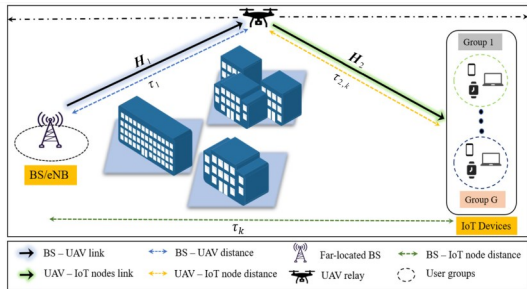 Group 1
H1
τ1
H2
τ2,k
BS/eNB
Group G
IoT Devices
τk
BS – UAV link
BS – UAV distance
Far-located BS
BS – IoT node distance
UAV – IoT nodes link
UAV – IoT node distance
UAV relay
User groups